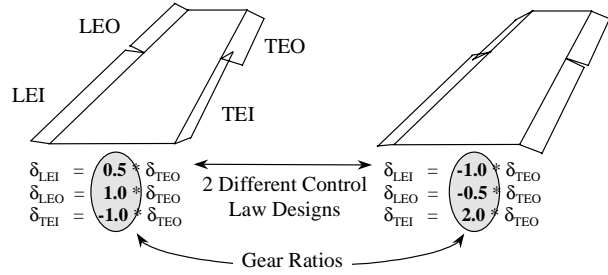 LEO
TEO
LEI
TEI
δLEI = 0.5 * δTEO
δLEO = 1.0 * δTEO
δTEI = -1.0 * δTEO
2 Different Control
Law Designs
δLEI = -1.0 * δTEO
δLEO = -0.5 * δTEO
δTEI = 2.0 * δTEO
Gear Ratios